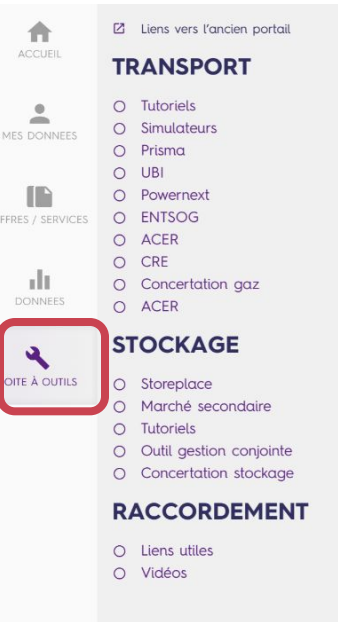 ACCUEIL
MES DONNEES
FFRES / SERVICES
DONNEES
OITE À OUTILS
Liens vers l'ancien portail
TRANSPORT
Tutoriels
Simulateurs
Prisma
UBI
Powernext
ENTSOG
ACER
CRE
Concertation gaz
ACER
STOCKAGE
Storeplace
Marché secondaire
Tutoriels
Outil gestion conjointe
Concertation stockage
RACCORDEMENT
Liens utiles
Vidéos